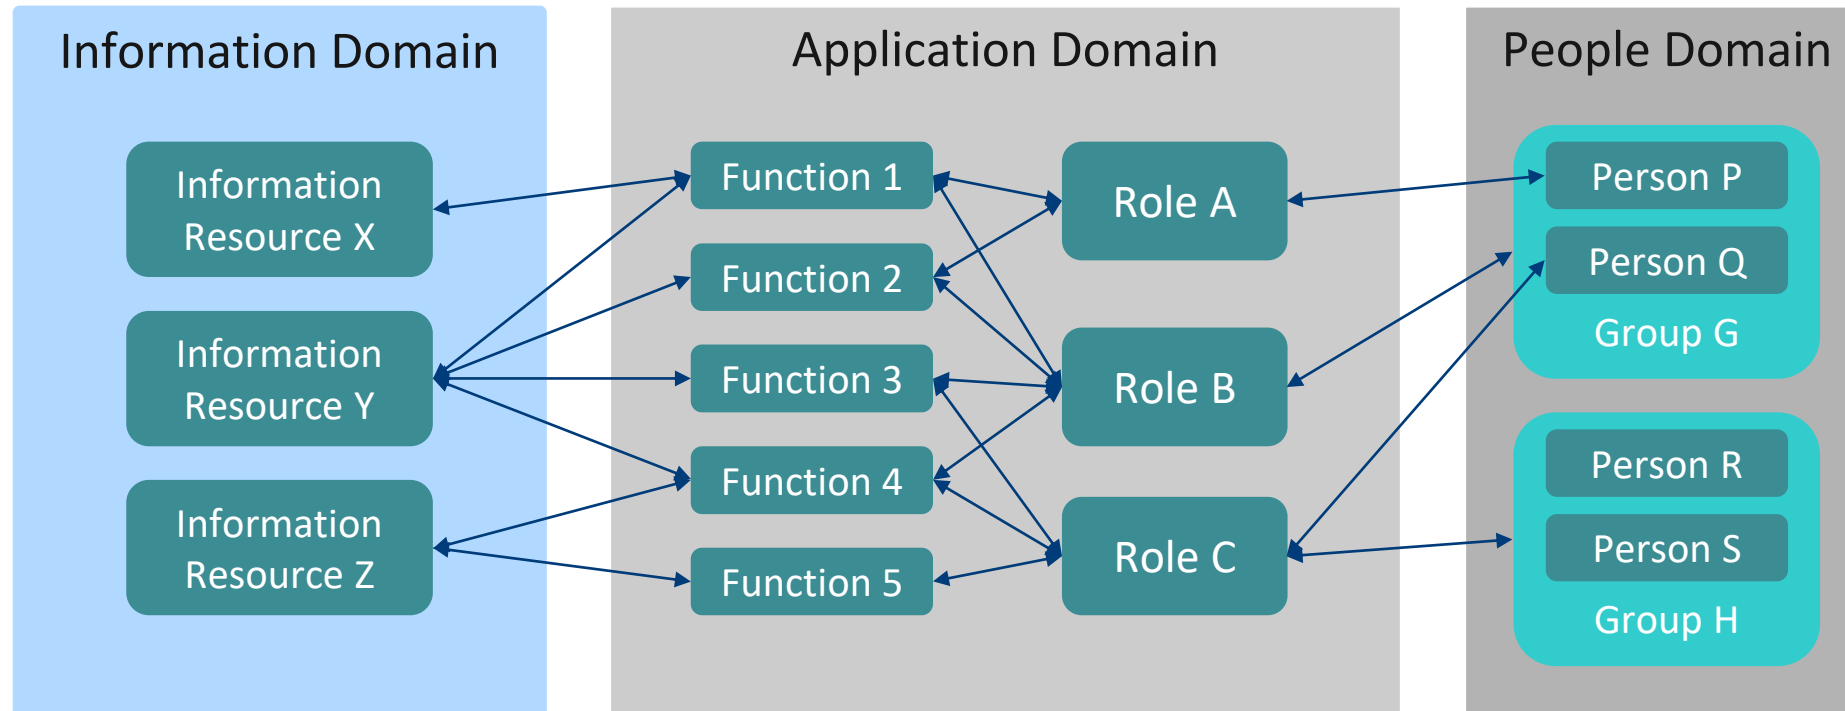 Information Domain
Information
Resource X
Information
Resource Y
Information
Resource Z
Application Domain
Function 1
Function 2
Function 3
Function 4
Function 5
Role A
Role B
Role C
People Domain
Person P
Person Q
Group G
Person R
Person S
Group H